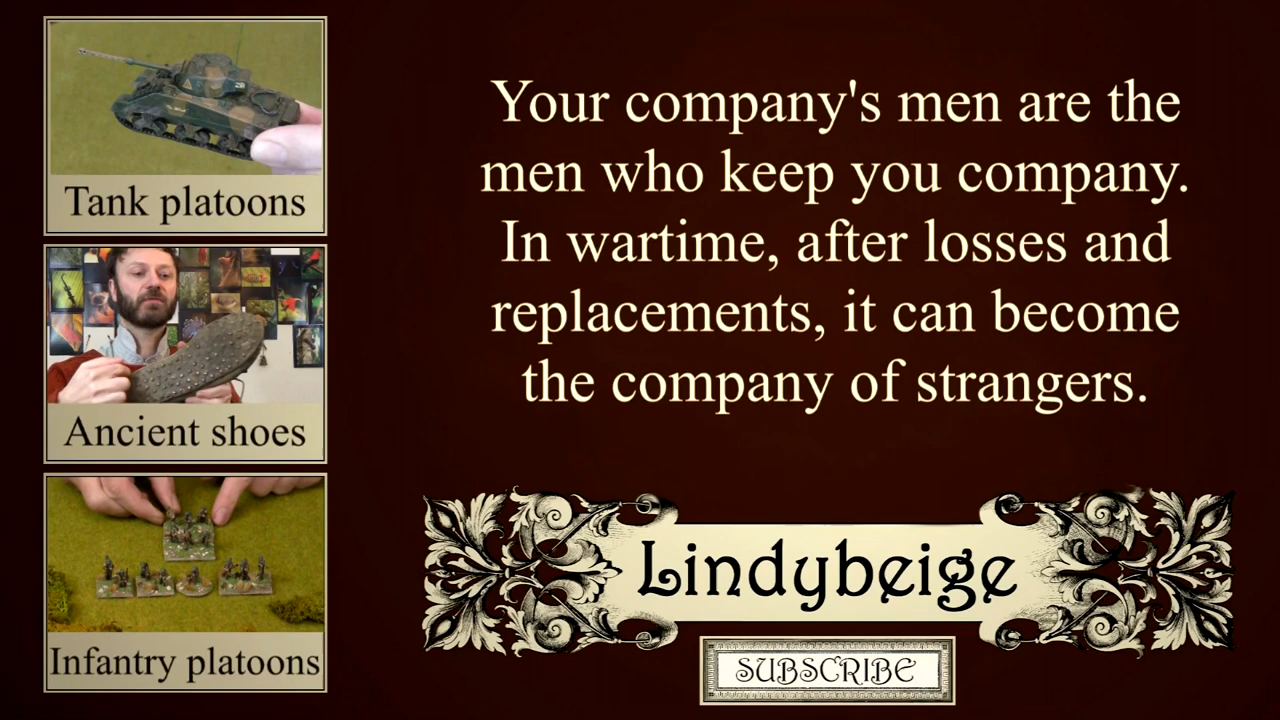 Tank platoons
Ancient shoes
Infantry platoons
Your company's men are the
men who keep you company.
In wartime, after losses and
replacements, it can become
the company of strangers.
Lindybeige
SUBSCRIBE